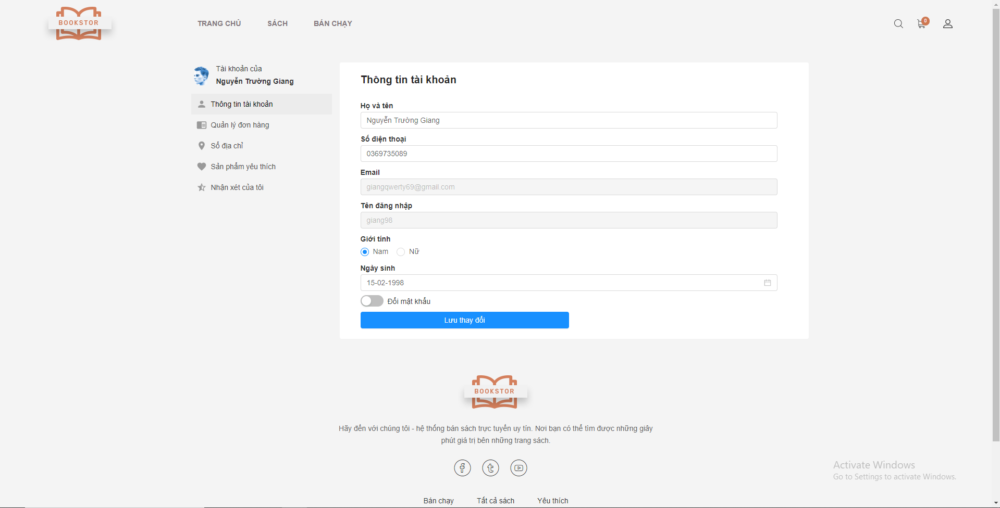 BOOKSTOR
TRANG CHỦ
SÁCH
BÁN CHẠY
0
Tài khoản của
Nguyễn Trường Giang
Thông tin tài khoản
Quản lý đơn hàng
Sổ địa chỉ
Sản phẩm yêu thích
Nhận xét của tôi
Thông tin tài khoản
Họ và tên
Nguyễn Trường Giang
Số điện thoại
0369735089
Email
giangqwerty69@gmail.com
Tên đăng nhập
giang98
Giới tính
Nam
Nữ
Ngày sinh
15-02-1998
Đổi mật khẩu
Lưu thay đổi
BOOKSTOR
Hãy đến với chúng tôi - hệ thống bán sách trực tuyến uy tín. Nơi bạn có thể tìm được những giây
phút giá trị bên những trang sách.
Activate Windows
Go to Settings to activate Windows.
Bán chạy
Tất cả sách
Yêu thích